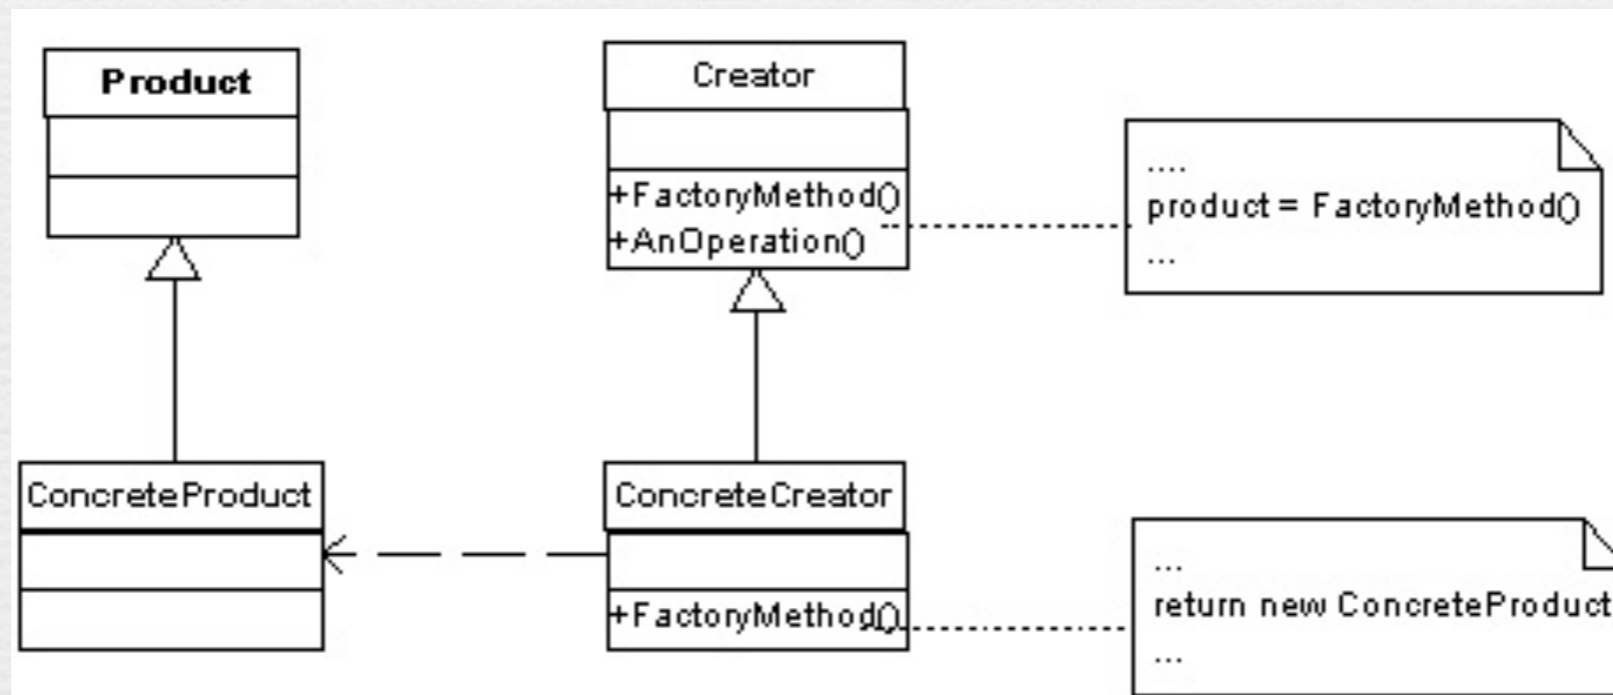 Product
Creator
+FactoryMethod()
+AnOperation()
....
product = FactoryMethod()
...
ConcreteProduct
ConcreteCreator
+FactoryMethod()
...
return new ConcreteProduct
...